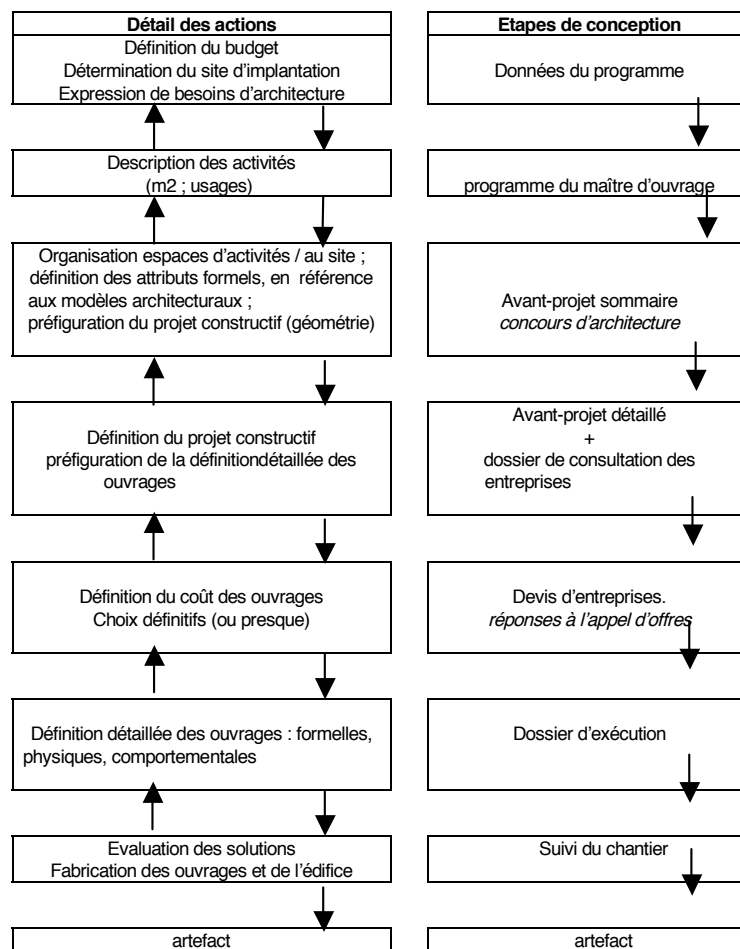 Détail des actions
Définition du budget
Détermination du site d'implantation
Expression de besoins d'architecture
Description des activités
(m2 ; usages)
Organisation espaces d'activités / au site ;
définition des attributs formels, en référence
aux modèles architecturaux ;
préfiguration du projet constructif (géométrie)
Définition du projet constructif
préfiguration de la définitiondétaillée des
ouvrages
Définition du coût des ouvrages
Choix définitifs (ou presque)
Définition détaillée des ouvrages : formelles,
physiques, comportementales
Evaluation des solutions
Fabrication des ouvrages et de l'édifice
artefact
Etapes de conception
Données du programme
programme du maître d'ouvrage
Avant-projet sommaire
concours d'architecture
Avant-projet détaillé
+
dossier de consultation des
entreprises
Devis d'entreprises.
réponses à l'appel d'offres
Dossier d'exécution
Suivi du chantier
artefact